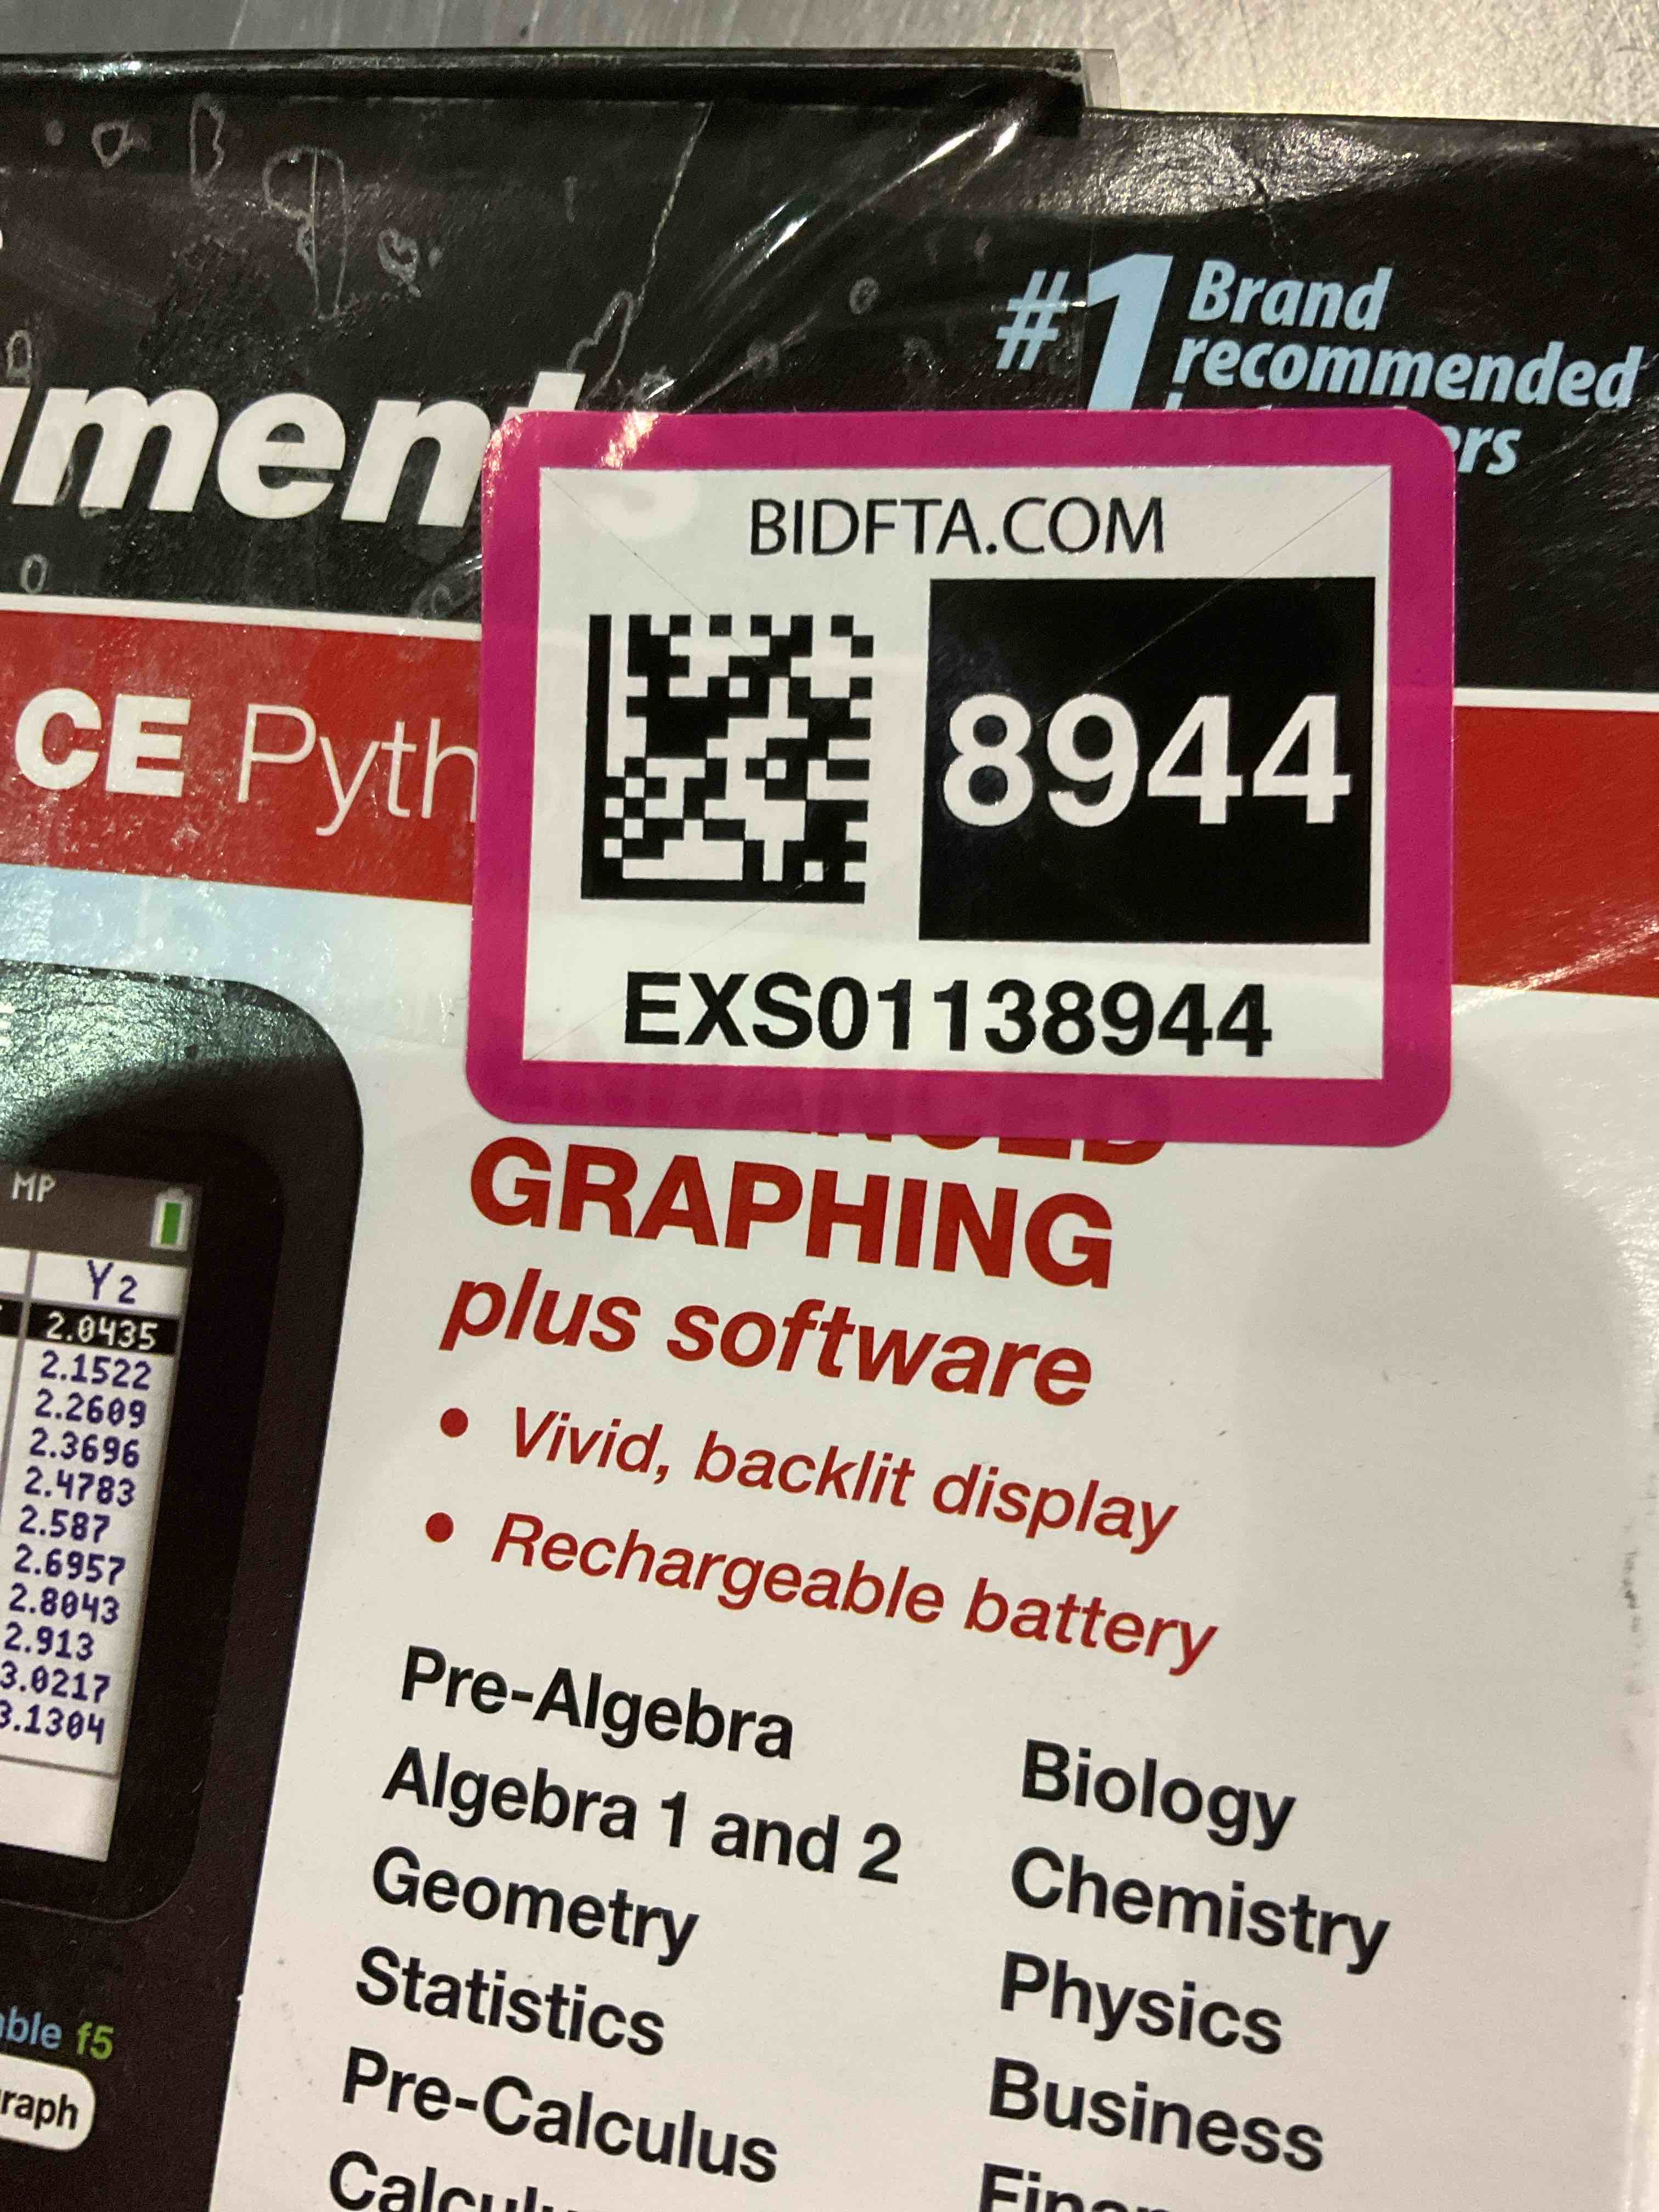 #1 Brand
recommended
ments
BIDFTA.COM
8944
EXS01138944
CE Pyth
GRAPHING
plus software
• Vivid, backlit display
• Rechargeable battery
Pre-Algebra
Algebra 1 and 2
Geometry
Statistics
Pre-Calculus
Biology
Chemistry
Physics
Business
MP
Y2
2.0435
2.1522
2.2609
2.3696
2.4783
2.587
2.6957
2.8043
2.913
3.0217
3.1304
f5